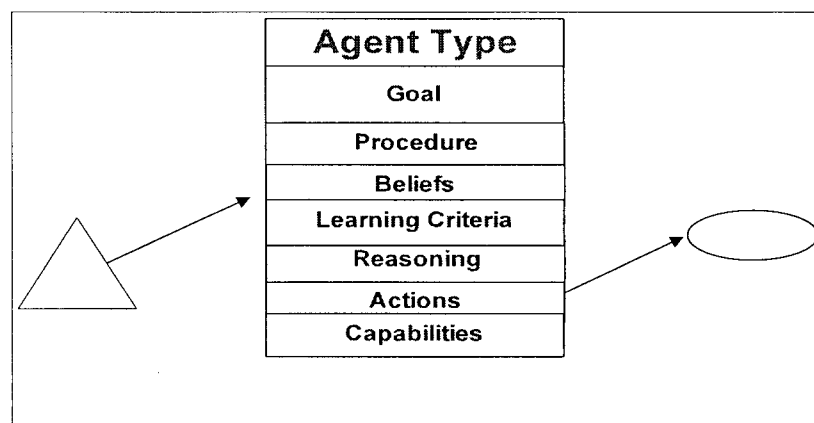 Agent Type
Goal
Procedure
Beliefs
Learning Criteria
Reasoning
Actions
Capabilities